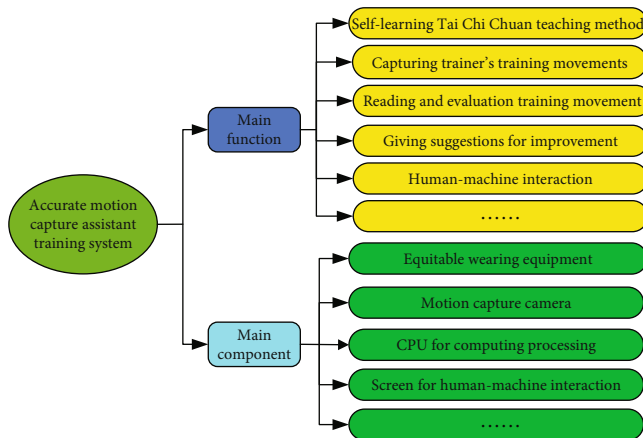 Accurate motion
capture assistant
training system
Main
function
Self-learning Tai Chi Chuan teaching method
Capturing trainer's training movements
Reading and evaluation training movement
Giving suggestions for improvement
Human-machine interaction
......
Main
component
Equitable wearing equipment
Motion capture camera
CPU for computing processing
Screen for human-machine interaction
......